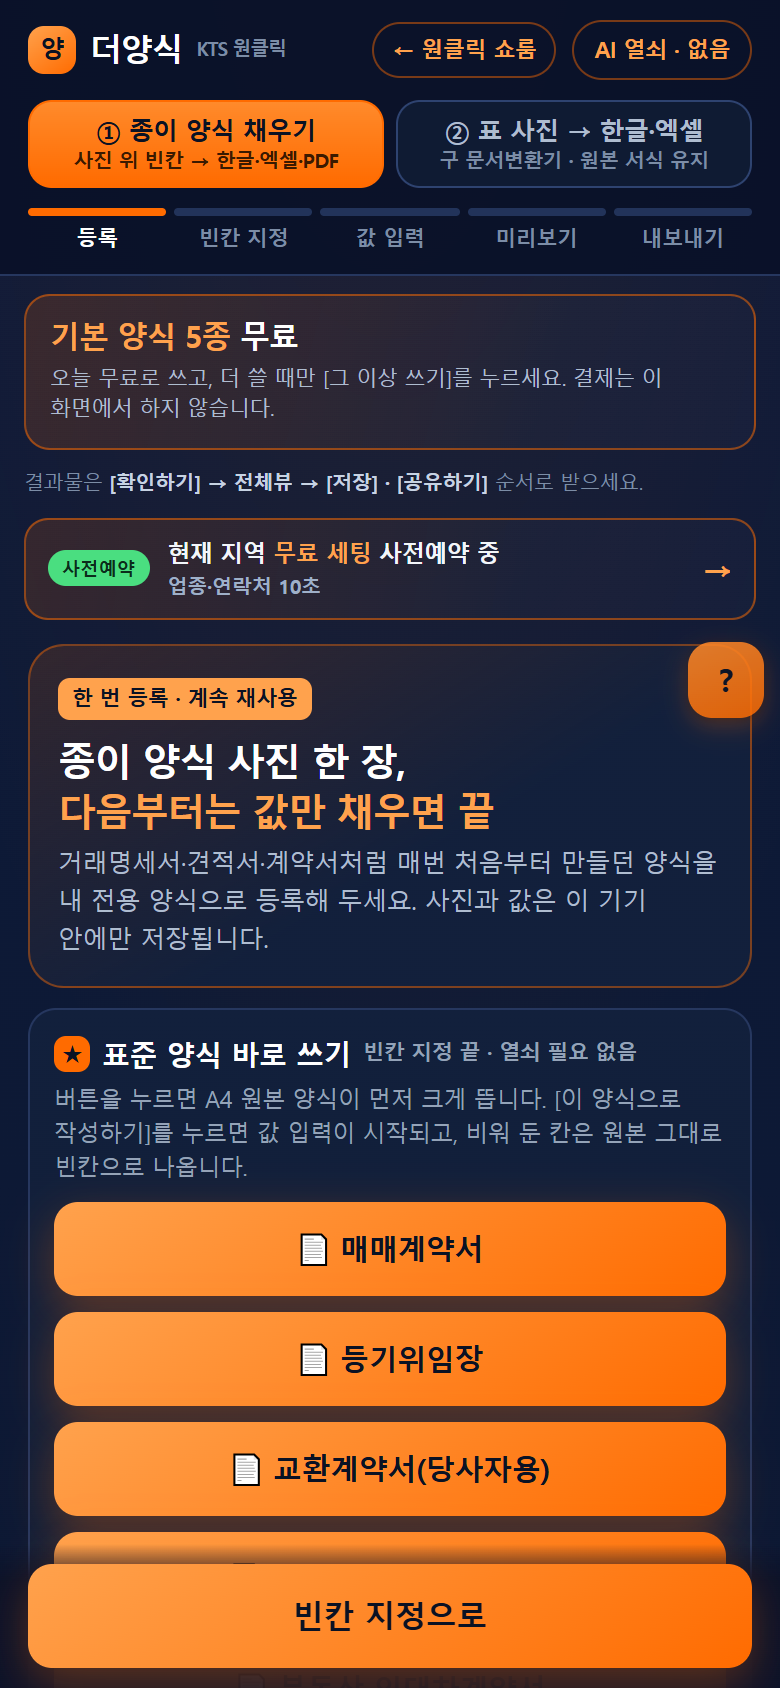 양 더양식 KTS 원클릭 ← 원클릭 쇼룸 AI 열쇠 · 없음
① 종이 양식 채우기
사진 위 빈칸 → 한글·엑셀·PDF
② 표 사진 → 한글·엑셀
구 문서변환기 · 원본 서식 유지
등록 빈칸 지정 값 입력 미리보기 내보내기
기본 양식 5종 무료
오늘 무료로 쓰고, 더 쓸 때만 [그 이상 쓰기]를 누르세요. 결제는 이
화면에서 하지 않습니다.
결과물은 [확인하기] → 전체뷰 → [저장] · [공유하기] 순서로 받으세요.
사전예약
현재 지역 무료 세팅 사전예약 중
업종·연락처 10초
→
?
한 번 등록 · 계속 재사용
종이 양식 사진 한 장,
다음부터는 값만 채우면 끝
거래명세서·견적서·계약서처럼 매번 처음부터 만들던 양식을
내 전용 양식으로 등록해 두세요. 사진과 값은 이 기기
안에만 저장됩니다.
★ 표준 양식 바로 쓰기 빈칸 지정 끝 · 열쇠 필요 없음
버튼을 누르면 A4 원본 양식이 먼저 크게 뜹니다. [이 양식으로
작성하기]를 누르면 값 입력이 시작되고, 비워 둔 칸은 원본 그대로
빈칸으로 나옵니다.
매매계약서
등기위임장
교환계약서(당사자용)
빈칸 지정으로